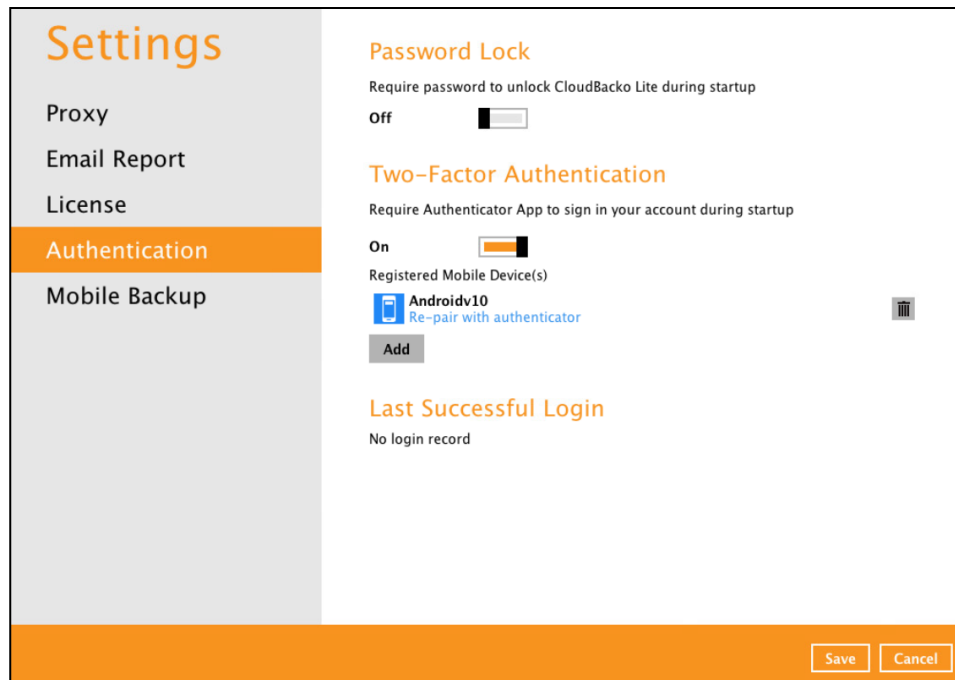 Settings
Proxy
Email Report
License
Authentication
Mobile Backup
Password Lock
Require password to unlock CloudBacko Lite during startup
Off
Two-Factor Authentication
Require Authenticator App to sign in your account during startup
On
Registered Mobile Device(s)
Androidv10
Re-pair with authenticator
Add
Last Successful Login
No login record
Save
Cancel